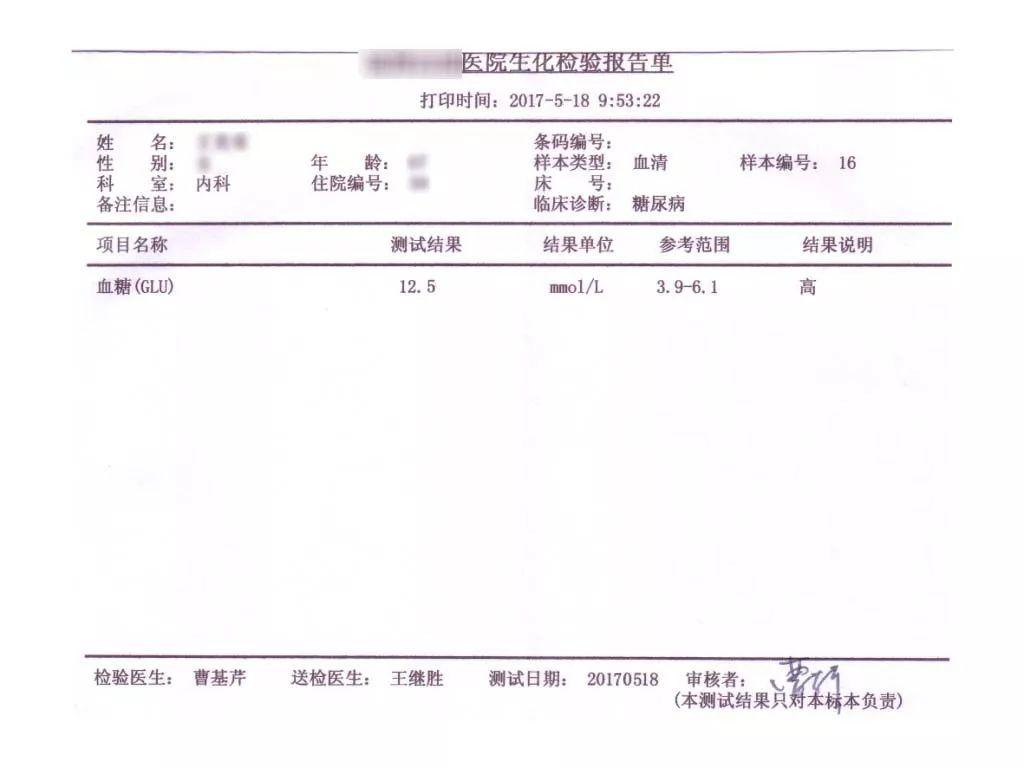 医院生化检验报告单
打印时间: 2017-5-18 9:53:22
姓 名: 条码编号:
性 别: 年 龄: 样本类型: 血清 样本编号: 16
科 室: 内科 住院编号: 床 号:
备注信息: 临床诊断: 糖尿病
项目名称 测试结果 结果单位 参考范围 结果说明
血糖(GLU) 12.5 mmol/L 3.9-6.1 高
检验医生: 曹基芹 送检医生: 王继胜 测试日期: 20170518 审核者:
(本测试结果只对本标本负责)